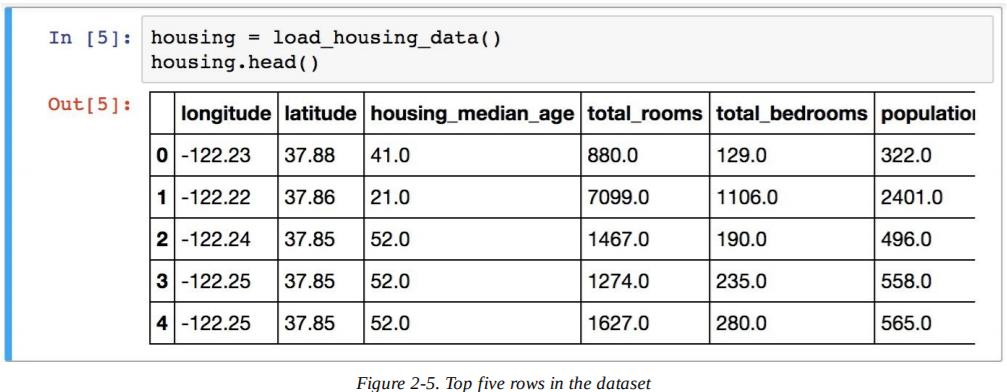 In [5]: housing = load_housing_data()
housing.head()
Out[5]:
longitude latitude housing_median_age total_rooms total_bedrooms
0 -122.23 37.88 41.0 880.0 129.0 322.0
1 -122.22 37.86 21.0 7099.0 1106.0 2401.0
2 -122.24 37.85 52.0 1467.0 190.0 496.0
3 -122.25 37.85 52.0 1274.0 235.0 558.0
4 -122.25 37.85 52.0 1627.0 280.0 565.0
Figure 2-5. Top five rows in the dataset